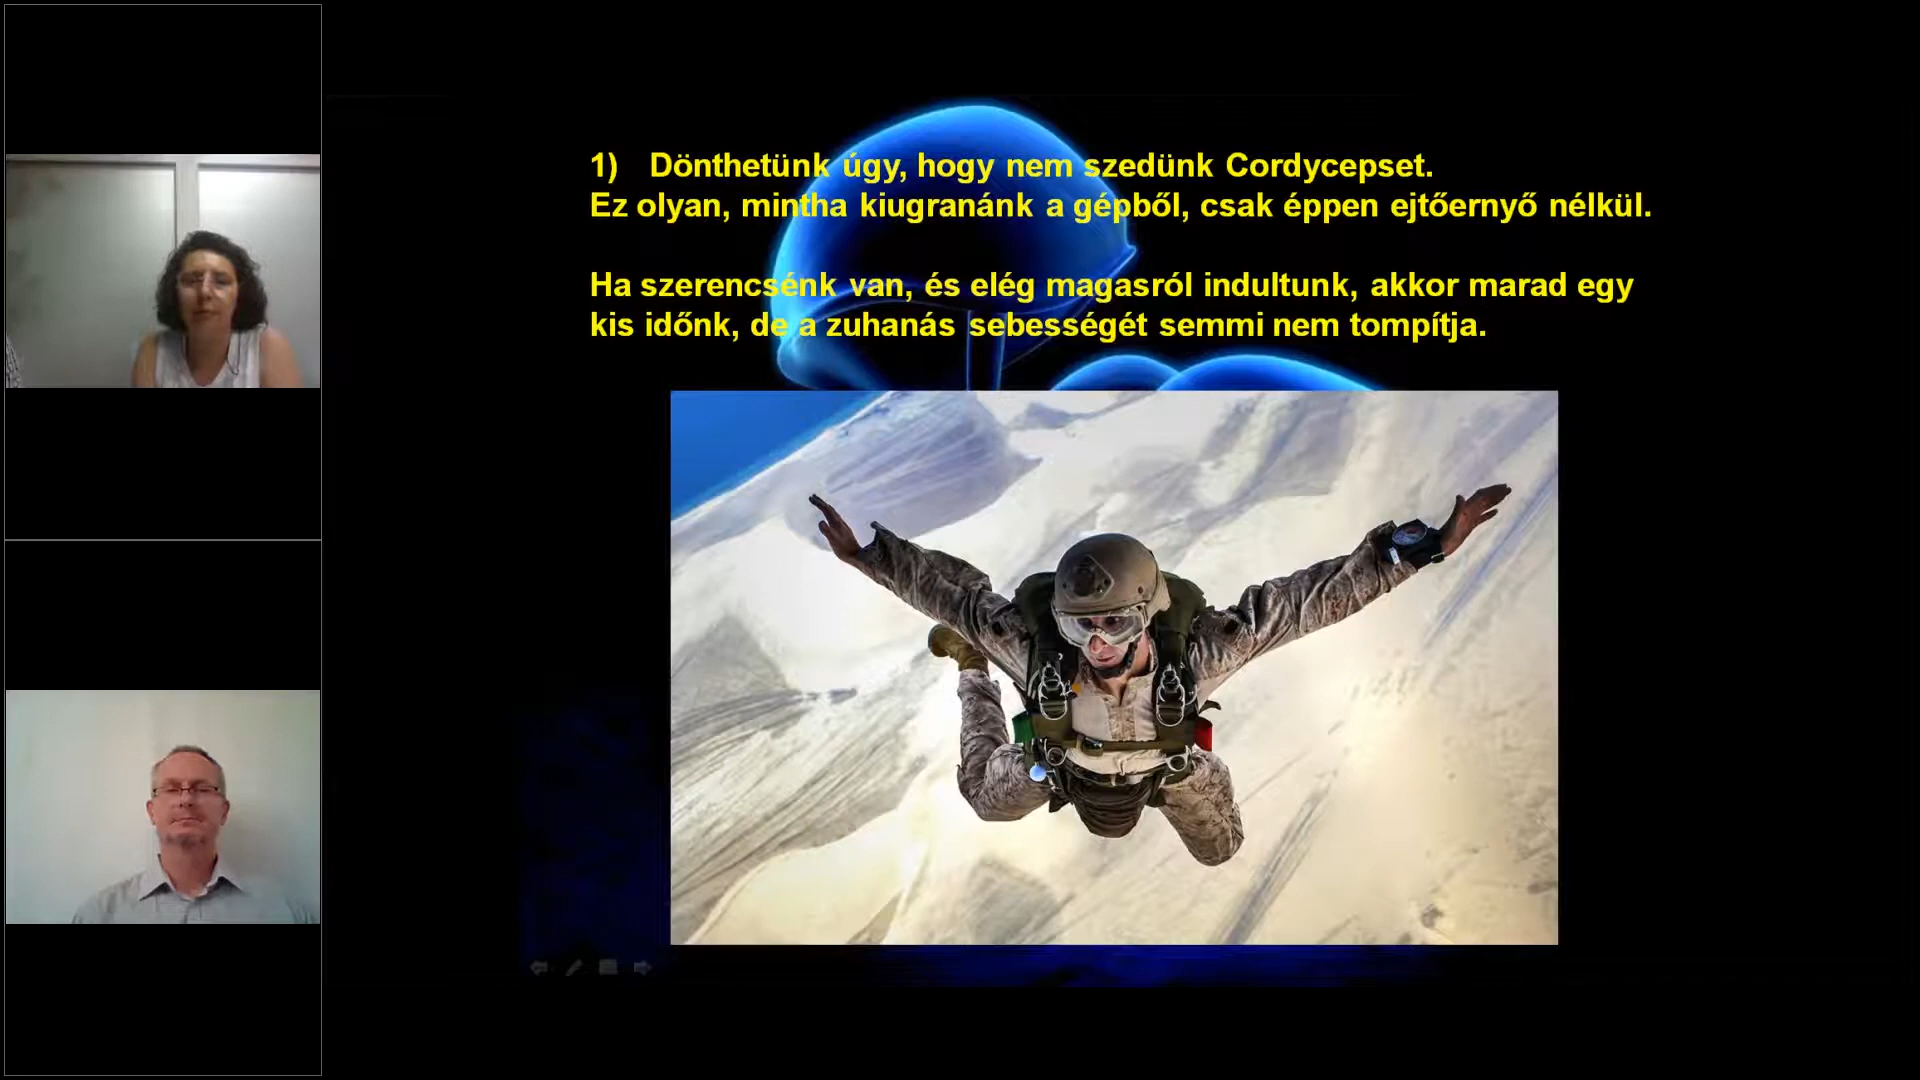 1) Dönthetünk úgy, hogy nem szedünk Cordycepset.
Ez olyan, mintha kiugranánk a gépből, csak éppen ejtőernyő nélkül.
Ha szerencsénk van, és elég magasról indultunk, akkor marad egy
kis időnk, de a zuhanás sebességét semmi nem tompítja.